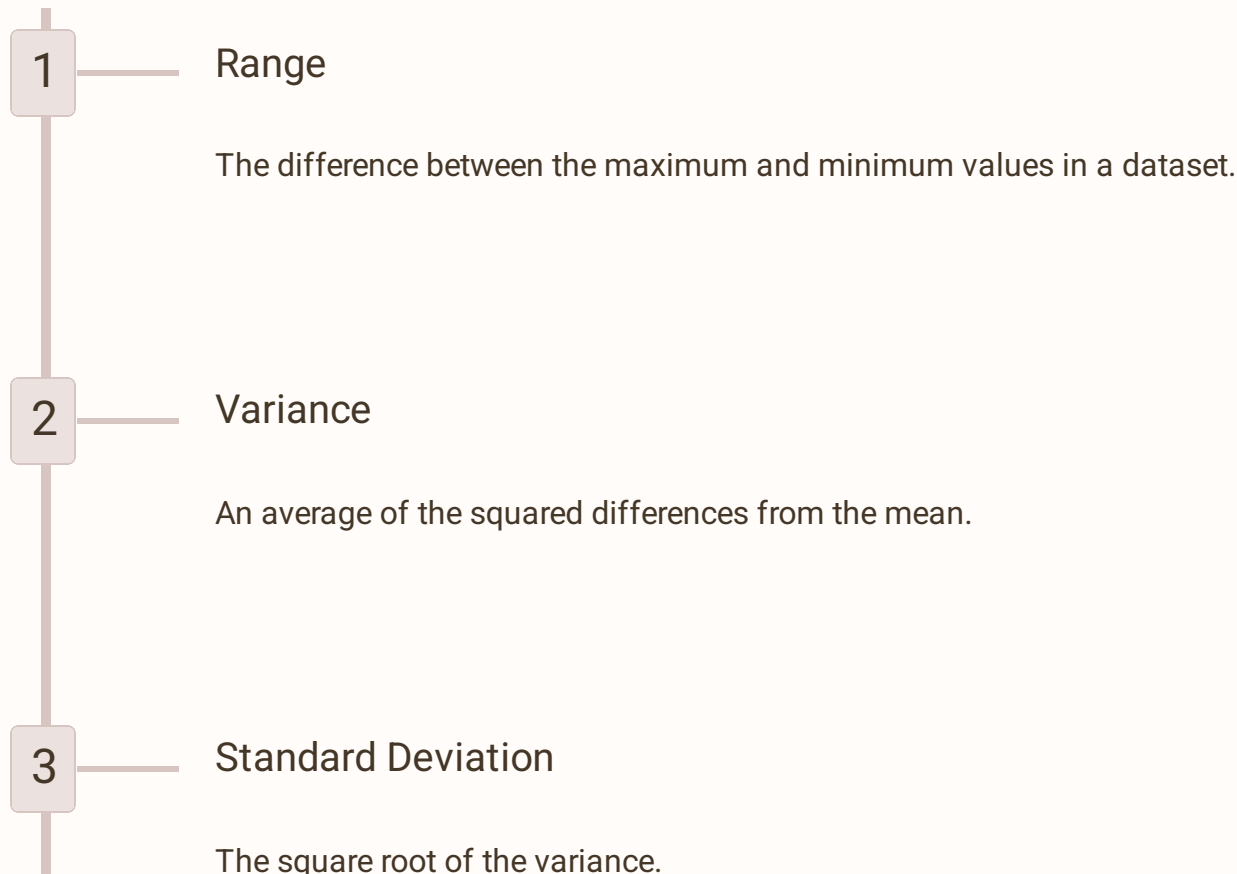 1
Range
The difference between the maximum and minimum values in a dataset.
2
Variance
An average of the squared differences from the mean.
3
Standard Deviation
The square root of the variance.